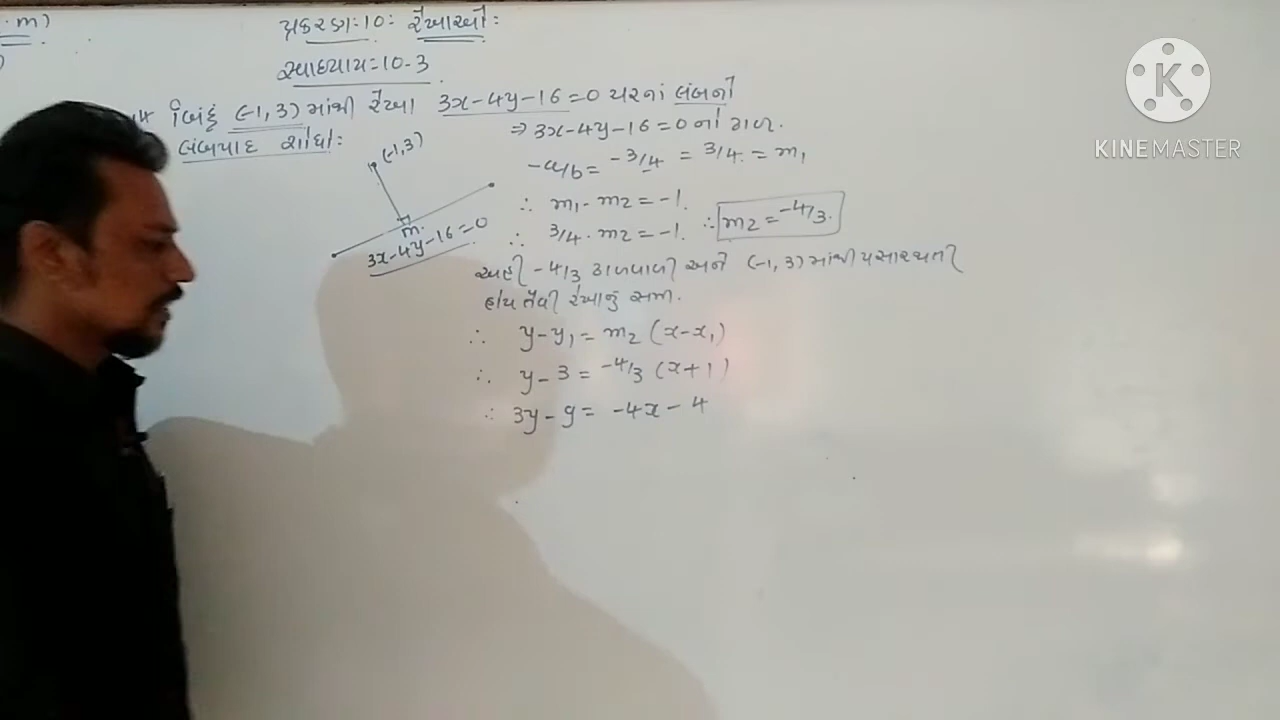 . m)
પ્રકરણ:10: રેખાઓ:
સ્વાધ્યાય=10-3
14 બિંદુ (-1, 3) માંથી રેખા 3x-4y-16=0 પરનાં લંબનો
લંબપાદ શોધો:
(-1,3)
m.
3x-4y-16=0
⇒ 3x-4y-16=0 નો ઢાળ.
-a/b = -3/-4 = 3/4 = m₁
∴ m₁. m₂ = -1.
∴ 3/4 . m₂ = -1. ∴ m₂ = -4/3.
અહીં -4/3 ઢાળવાળી અને (-1, 3) માંથી પસાર થતી
હોય તેવી રેખાનું સમી.
∴ y-y₁ = m₂ (x-x₁)
∴ y-3 = -4/3 (x+1)
∴ 3y-9 = -4x-4
K
KINEMASTER